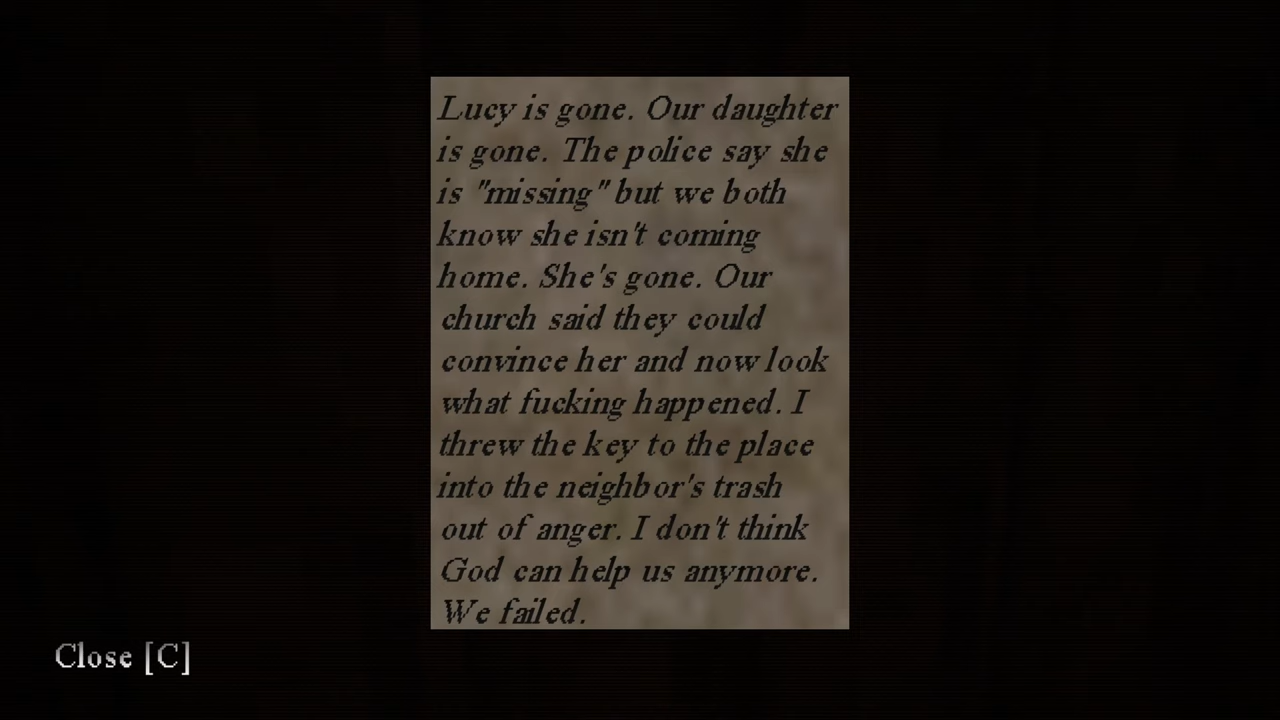 Lucy is gone. Our daughter
is gone. The police say she
is "missing" but we both
know she isn't coming
home. She's gone. Our
church said they could
convince her and now look
what fucking happened. I
threw the key to the place
into the neighbor's trash
out of anger. I don't think
God can help us anymore.
We failed.
Close [C]